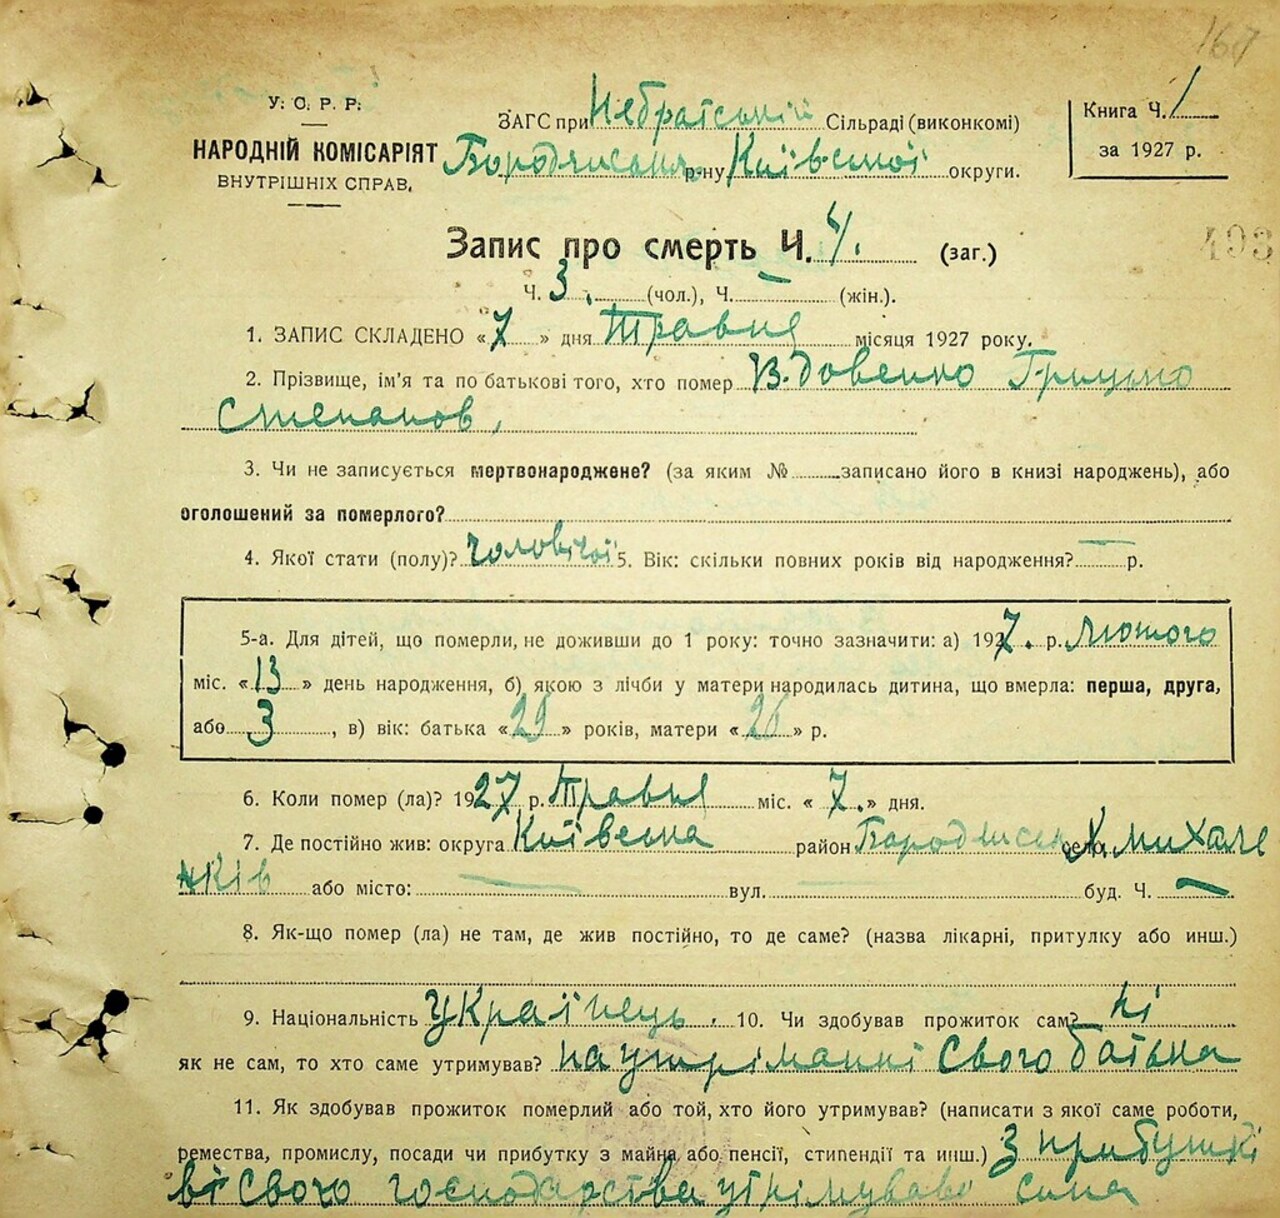 167
У. С. Р. Р.
НАРОДНІЙ КОМІСАРІЯТ
ВНУТРІШНІХ СПРАВ.
ЗАГС при Небратській Сільраді (виконкомі)
Бородянськ р-ну Київської округи.
Книга Ч. 1
за 1927 р.
493
Запис про смерть Ч. 4. (заг.)
Ч. 3. (чол.), Ч. — (жін.).
1. ЗАПИС СКЛАДЕНО « 7 » дня Травня місяця 1927 року.
2. Прізвище, ім'я та по батькові того, хто помер Вдовенко Грицько
Степанов,
3. Чи не записується мертвонароджене? (за яким № записано його в книзі народжень), або
оголошений за померлого?
4. Якої стати (полу)? чоловічої 5. Вік: скільки повних років від народження? — р.
5-а. Для дітей, що померли, не доживши до 1 року: точно зазначити: а) 1927. р. Лютого
міс. « 13 » день народження, б) якою з лічби у матери народилась дитина, що вмерла: перша, друга,
або 3, в) вік: батька « 29 » років, матери « 26 » р.
6. Коли помер (ла)? 1927 р. Травня міс. « 7. » дня.
7. Де постійно жив: округа Київська район Бородянськ село Х. михале
нків або місто: — вул. — буд. Ч. —
8. Як-що помер (ла) не там, де жив постійно, то де саме? (назва лікарні, притулку або инш.)
9. Національність Українець. 10. Чи здобував прожиток сам? ні
як не сам, то хто саме утримував? на утріманні свого батька
11. Як здобував прожиток померлий або той, хто його утримував? (написати з якої саме роботи,
ремества, промислу, посади чи прибутку з майна або пенсії, стипендії та инш.) З прибуткі
ві свого господарства утрімував сина